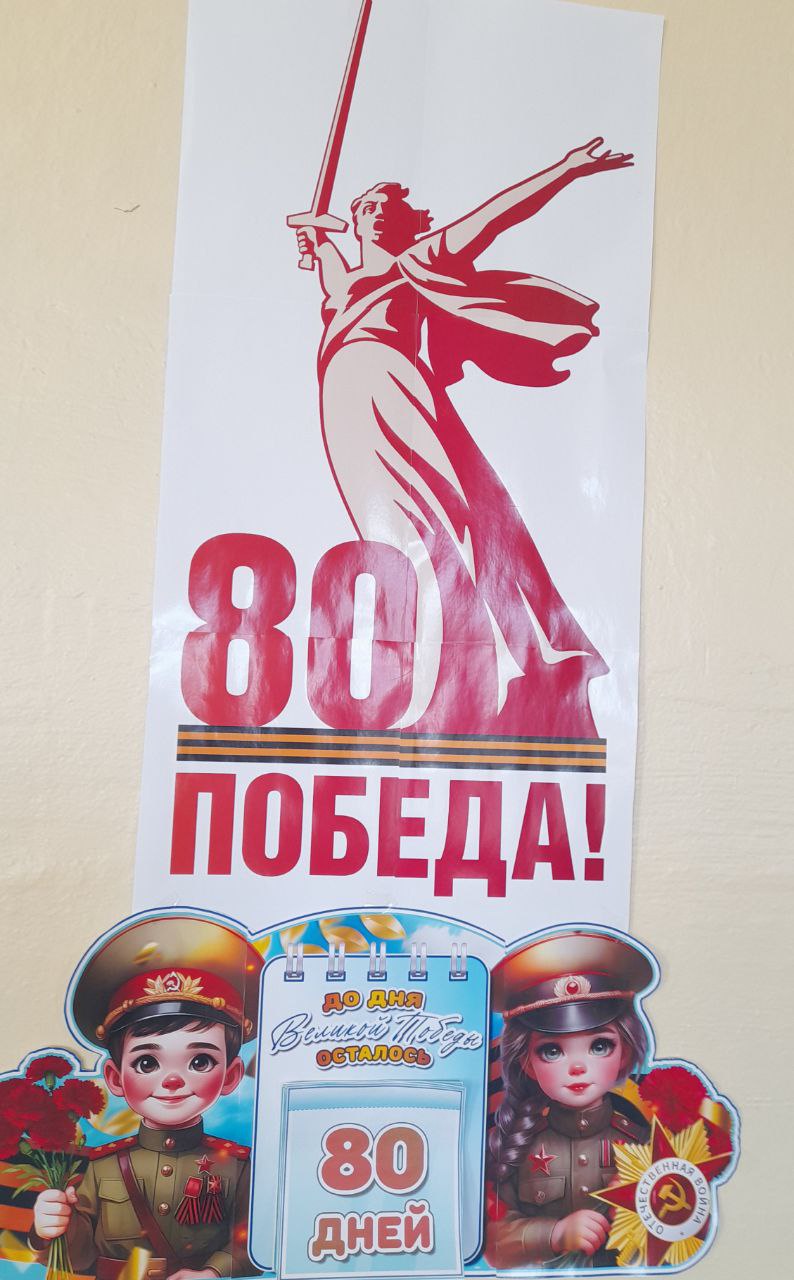 80
ПОБЕДА!
ДО ДНЯ
Великой Победы
ОСТАЛОСЬ
80
ДНЕЙ
ОТЕЧЕСТВЕННАЯ ВОЙНА